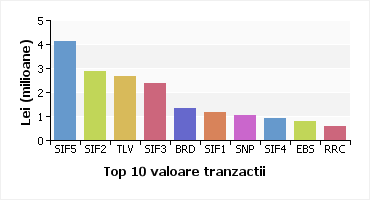 5
4
3
2
1
0
Lei (milioane)
SIF5 SIF2 TLV SIF3 BRD SIF1 SNP SIF4 EBS RRC
Top 10 valoare tranzactii